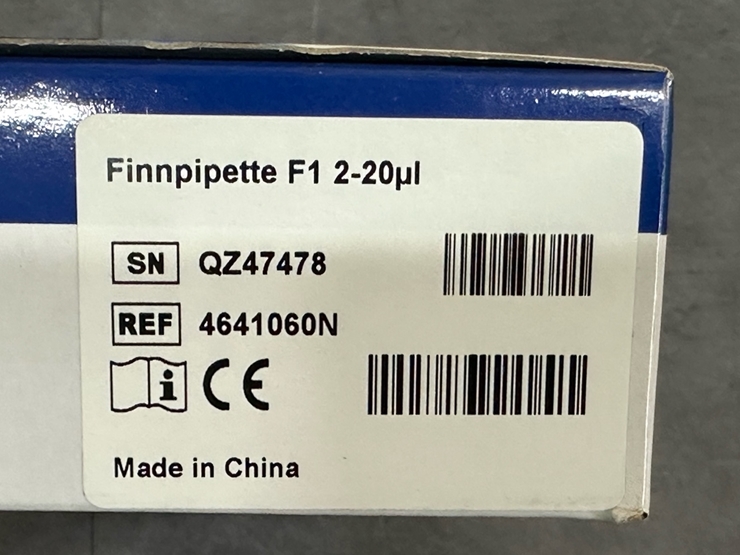 Finnpipette F1 2-20µl
SN QZ47478
REF 4641060N
i CE
Made in China